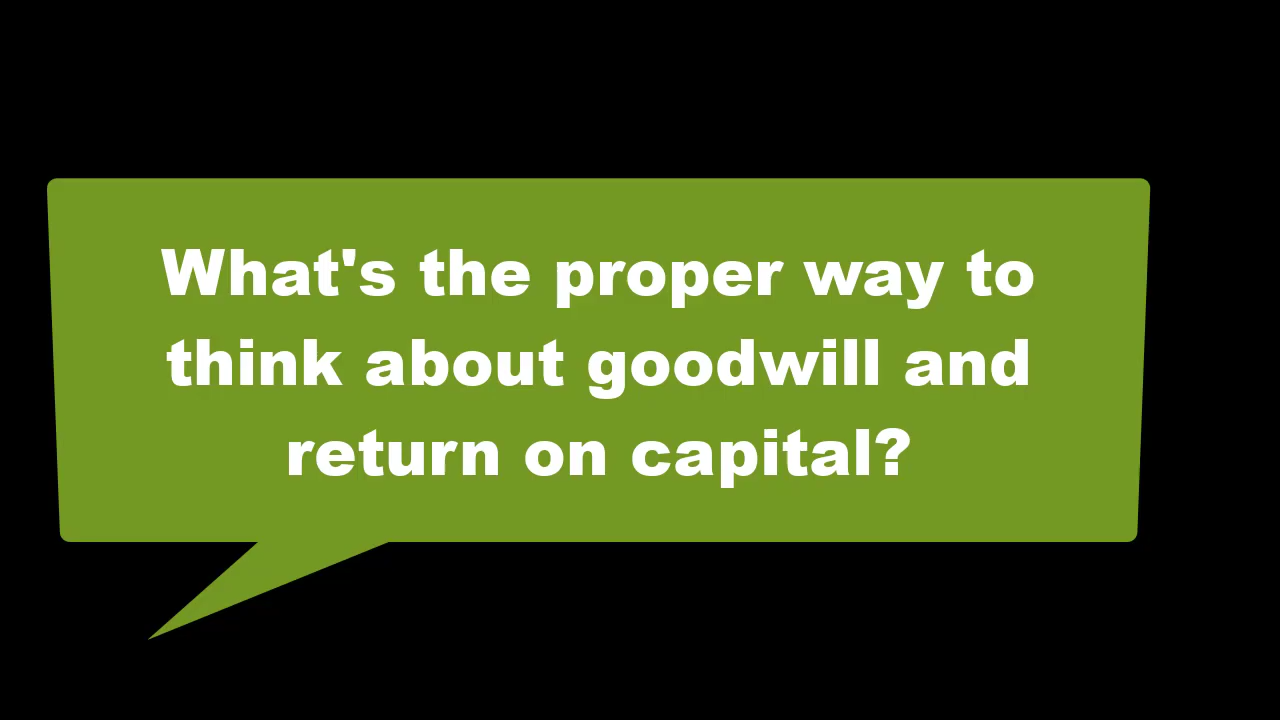 What's the proper way to
think about goodwill and
return on capital?